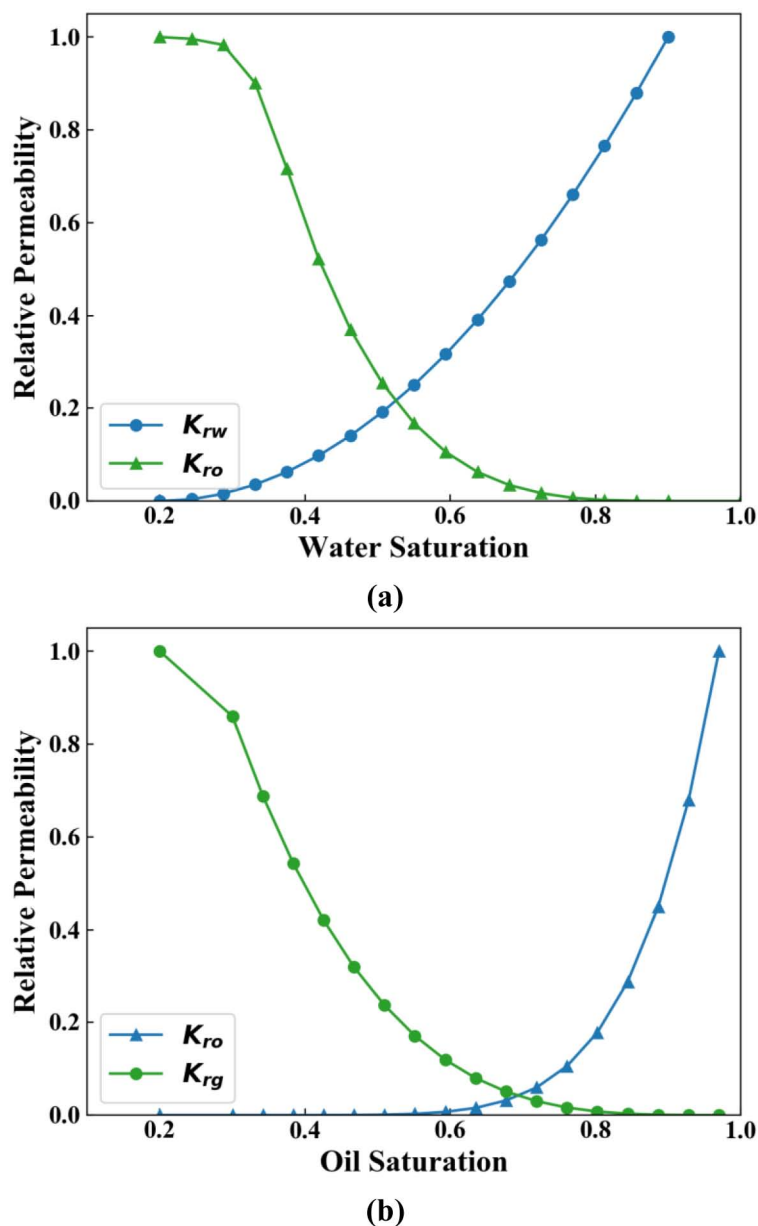 1.0
0.8
0.6
0.4
0.2
0.0
Relative Permeability
K_rw
K_ro
0.2 0.4 0.6 0.8 1.0
Water Saturation
(a)
1.0
0.8
0.6
0.4
0.2
0.0
Relative Permeability
K_ro
K_rg
0.2 0.4 0.6 0.8 1.0
Oil Saturation
(b)